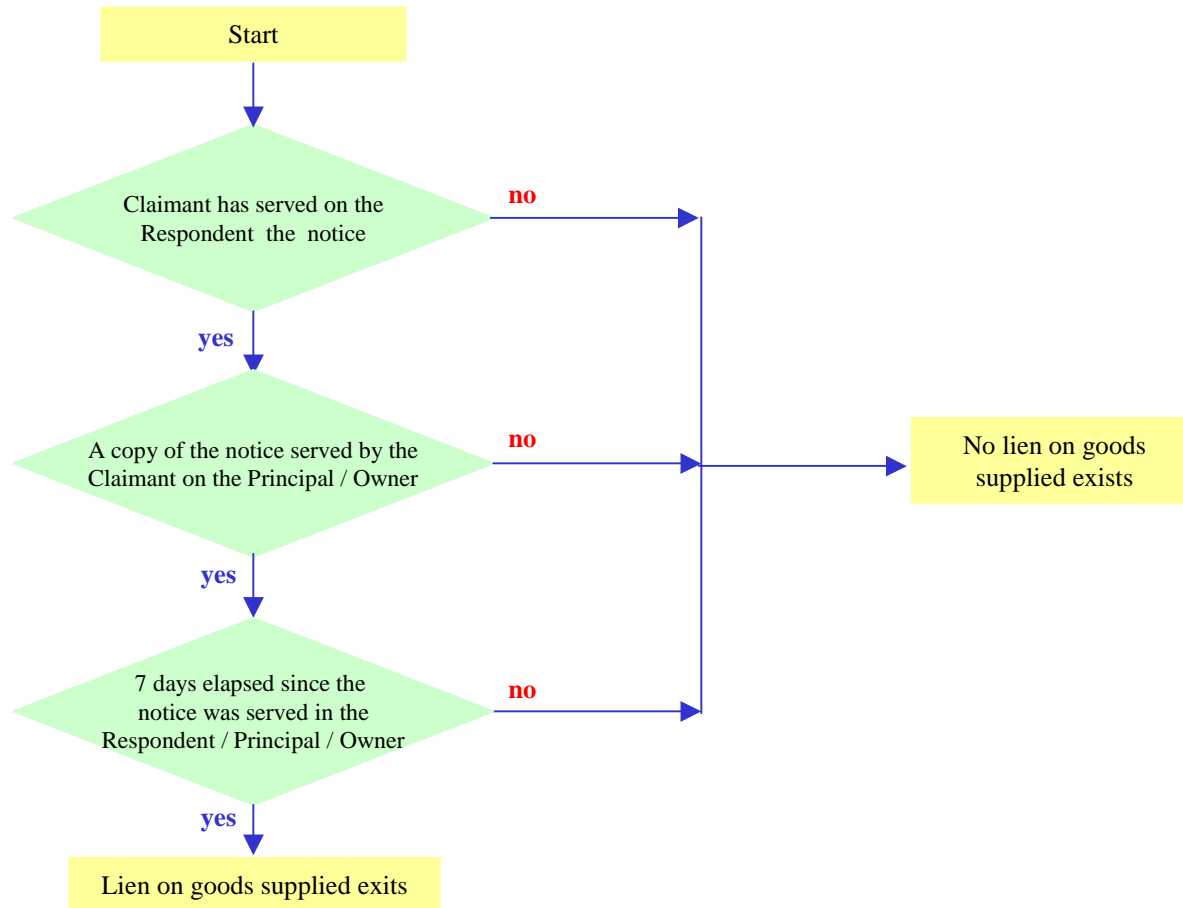 Start
Claimant has served on the
Respondent the notice
no
yes
A copy of the notice served by the
Claimant on the Principal / Owner
no
No lien on goods
supplied exists
yes
7 days elapsed since the
notice was served in the
Respondent / Principal / Owner
no
yes
Lien on goods supplied exits